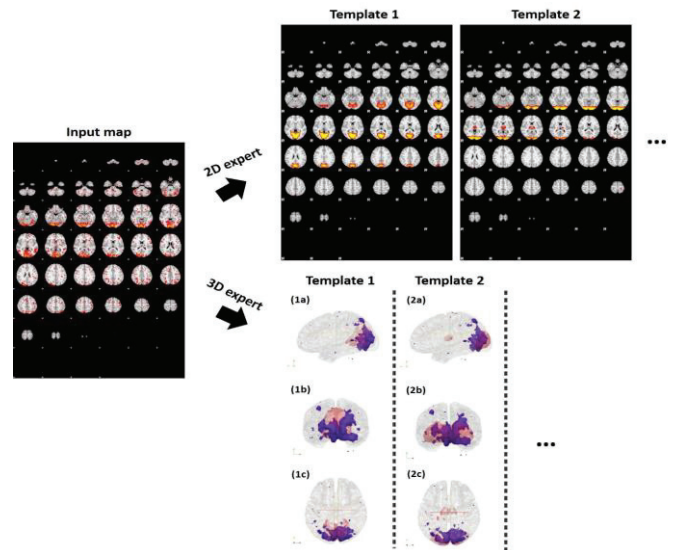 Template 1
Template 2
Input map
2D expert
...
3D expert
Template 1
Template 2
(1a)
(2a)
(1b)
(2b)
...
(1c)
(2c)